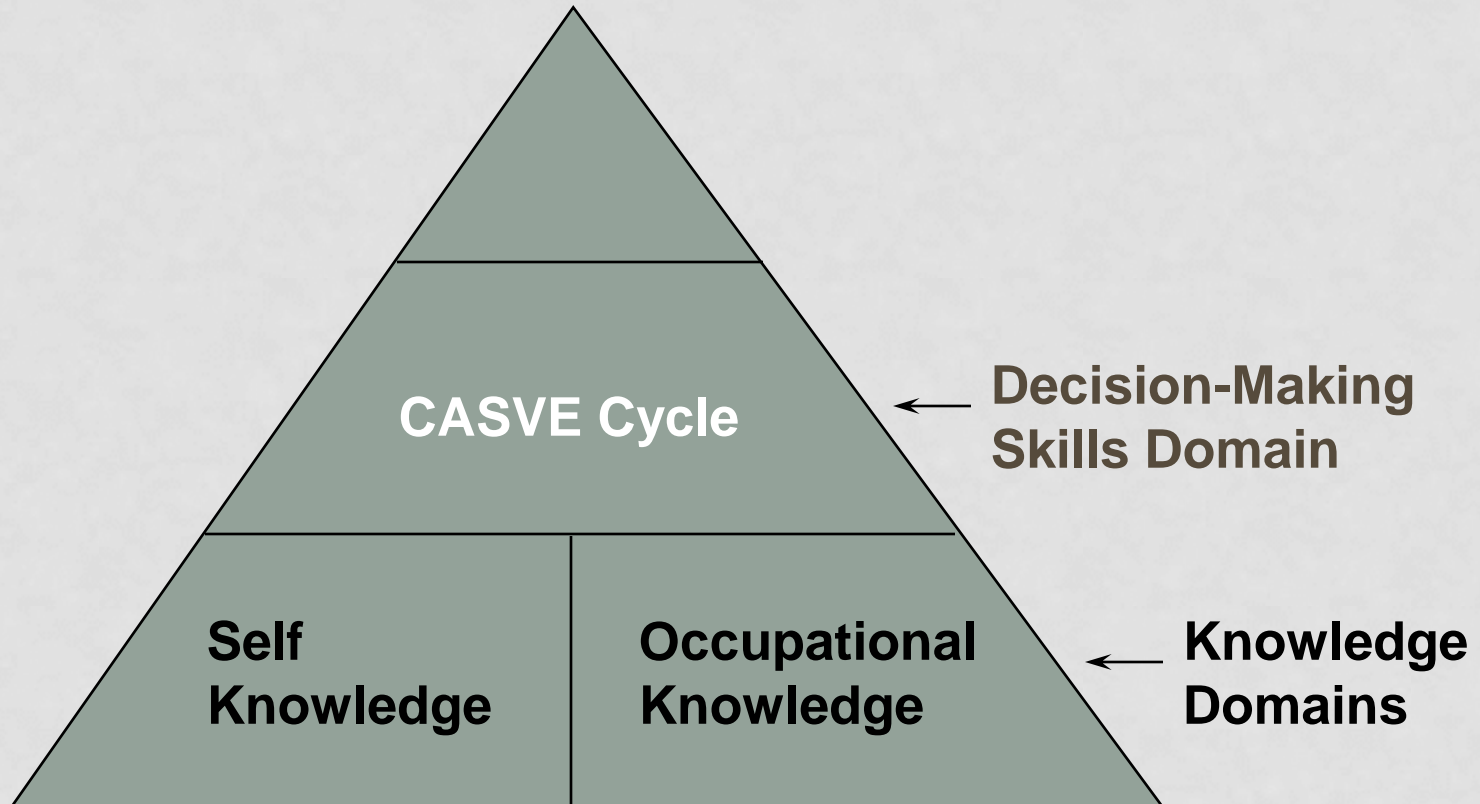 CASVE Cycle
Decision-Making
Skills Domain
Self
Knowledge
Occupational
Knowledge
Knowledge
Domains